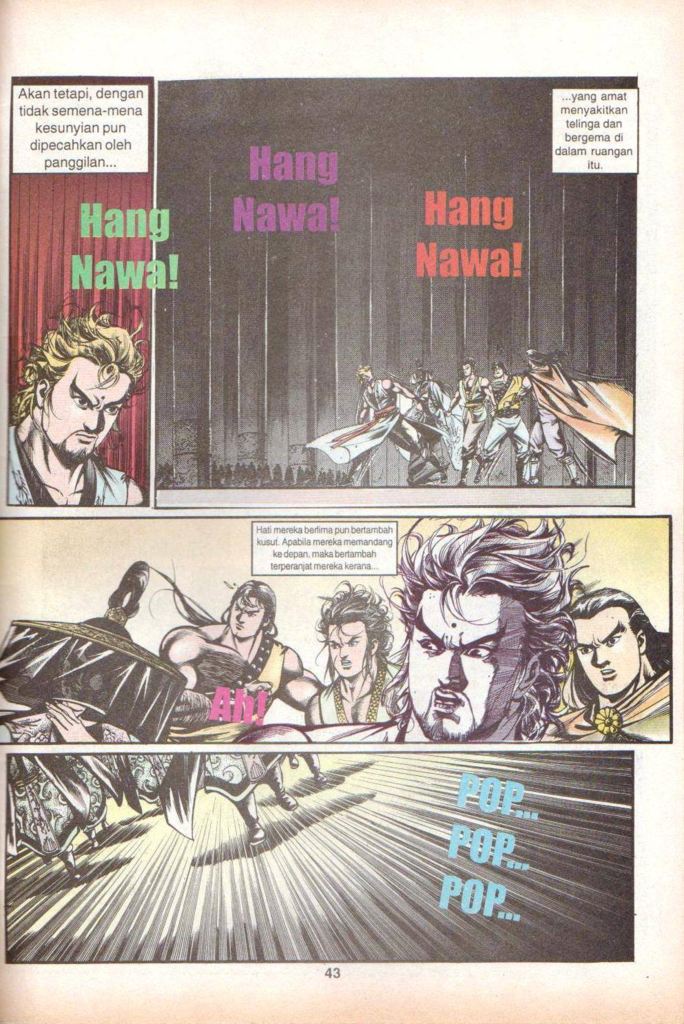 Akan tetapi, dengan
tidak semena-mena
kesunyian pun
dipecahkan oleh
panggilan...
Hang
Nawa!
Hang
Nawa!
Hang
Nawa!
...yang amat
menyakitkan
telinga dan
bergema di
dalam ruangan
itu.
Hati mereka berlima pun bertambah
kusut. Apabila mereka memandang
ke depan, maka bertambah
terperanjat mereka kerana...
Ah!
POP...
POP...
POP...
43